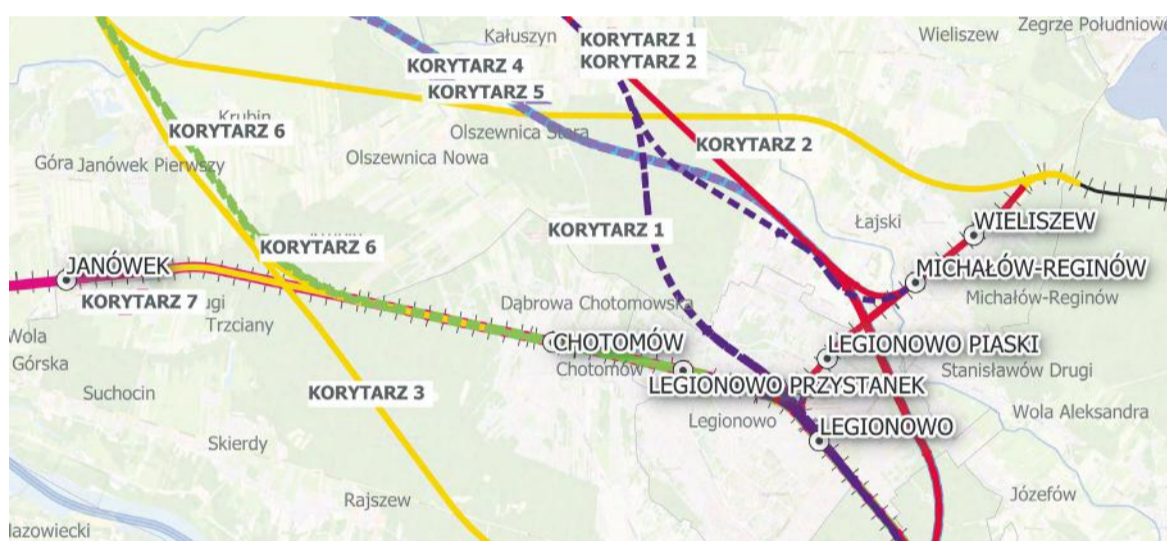 Kałuszyn
KORYTARZ 1
KORYTARZ 2
Wieliszew
Zegrze Południowe
KORYTARZ 4
KORYTARZ 5
Krubin
KORYTARZ 6
Olszewnica Stara
KORYTARZ 2
Góra
Janówek Pierwszy
Olszewnica Nowa
KORYTARZ 1
Łajski
WIELISZEW
KORYTARZ 6
JANÓWEK
MICHAŁÓW-REGINÓW
KORYTARZ 7
Michałów-Reginów
Dąbrowa Chotomowska
Trzciany
Wola
Górska
CHOTOMÓW
LEGIONOWO PIASKI
Chotomów
Stanisławów Drugi
LEGIONOWO PRZYSTANEK
Suchocin
KORYTARZ 3
Wola Aleksandra
Legionowo
LEGIONOWO
Skierdy
Rajszew
Józefów